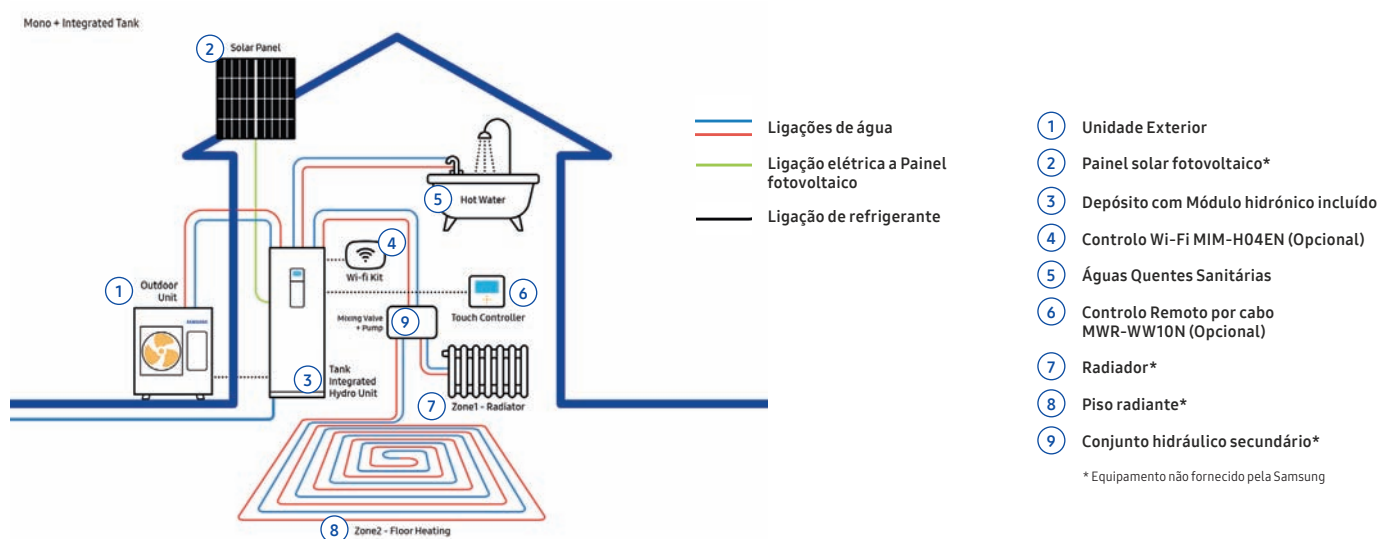 Mono + Integrated Tank
2
Solar Panel
5
Hot Water
4
Wi-fi Kit
1
Outdoor
Unit
SAMSUNG
6
Touch Controller
Mixing Valve
+ Pump
9
3
Tank
Integrated
Hydro Unit
7
Zone1 - Radiator
8
Zone2 - Floor Heating
Ligações de água
Ligação elétrica a Painel
fotovoltaico
Ligação de refrigerante
1 Unidade Exterior
2 Painel solar fotovoltaico*
3 Depósito com Módulo hidrónico incluído
4 Controlo Wi-Fi MIM-H04EN (Opcional)
5 Águas Quentes Sanitárias
6 Controlo Remoto por cabo
MWR-WW10N (Opcional)
7 Radiador*
8 Piso radiante*
9 Conjunto hidráulico secundário*
* Equipamento não fornecido pela Samsung